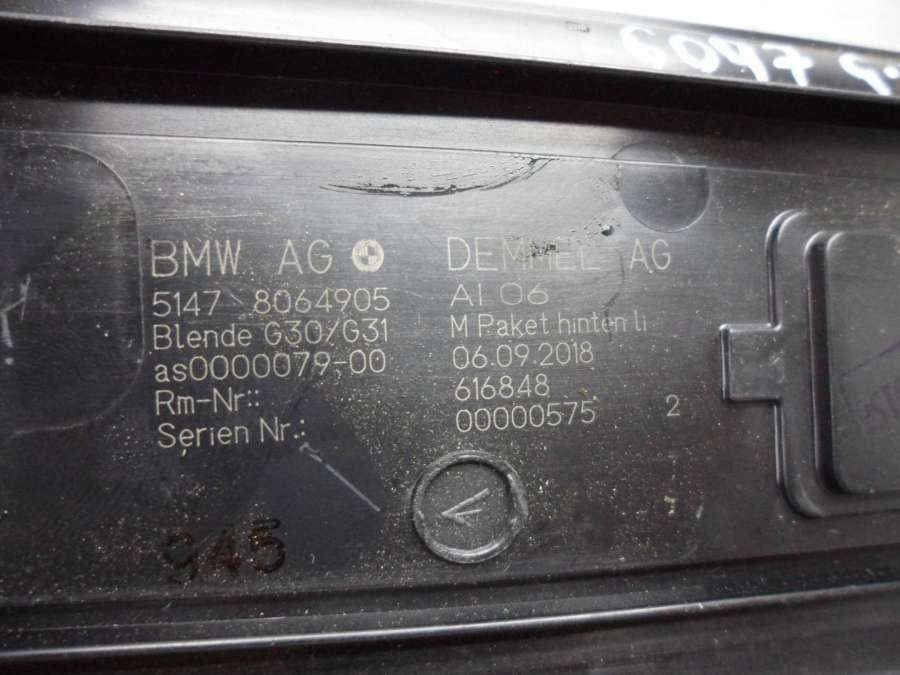 BMW AG
5147 8064905
Blende G30/G31
as0000079-00
Rm-Nr::
Serien Nr.:
DEMMEL AG
AI 06
M Paket hinten li
06.09.2018
616848
00000575 2
945